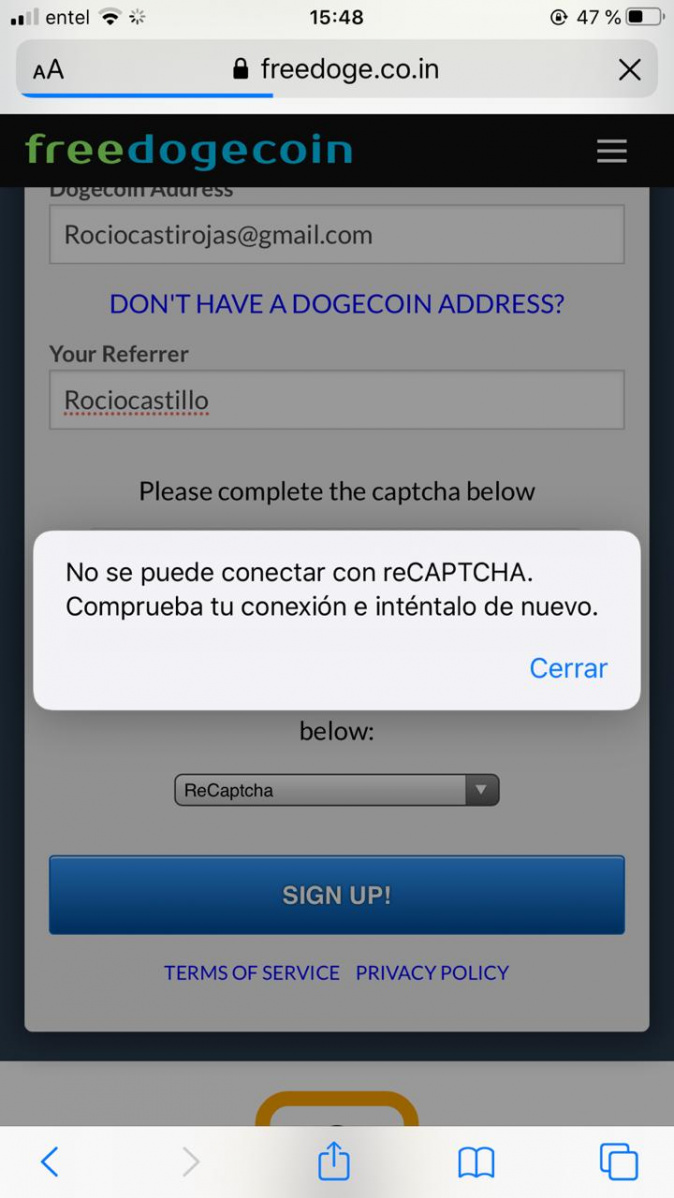 entel 15:48 47 %
AA freedoge.co.in
freedogecoin
Dogecoin Address
Rociocastirojas@gmail.com
DON'T HAVE A DOGECOIN ADDRESS?
Your Referrer
Rociocastillo
Please complete the captcha below
No se puede conectar con reCAPTCHA.
Comprueba tu conexión e inténtalo de nuevo.
Cerrar
below:
ReCaptcha
SIGN UP!
TERMS OF SERVICE PRIVACY POLICY